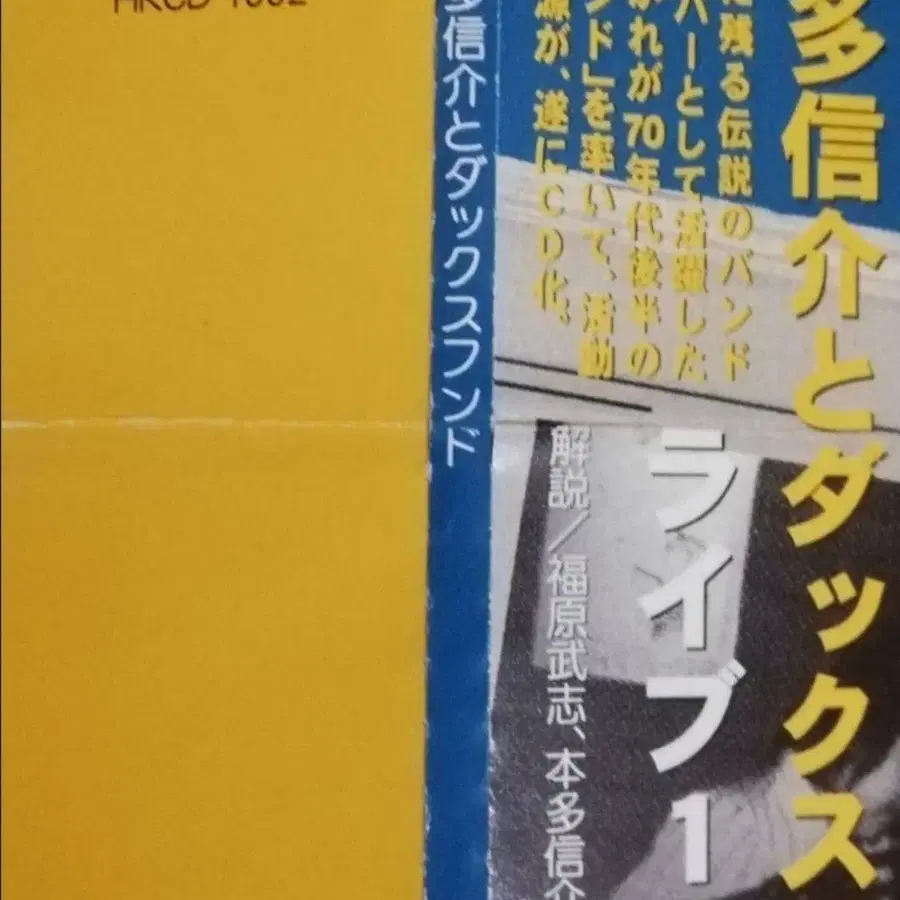 多信介とダックス
ライブ1
残る伝説のバンド
バーとして活躍した
かれが70年代後半の
ンド」を率いて、活動
源が、遂にCD化。
解説/福原武志、本多信介
多信介とダックスフンド